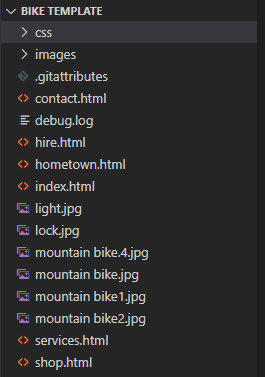 BIKE TEMPLATE
css
images
.gitattributes
contact.html
debug.log
hire.html
hometown.html
index.html
light.jpg
lock.jpg
mountain bike.4.jpg
mountain bike.jpg
mountain bike1.jpg
mountain bike2.jpg
services.html
shop.html